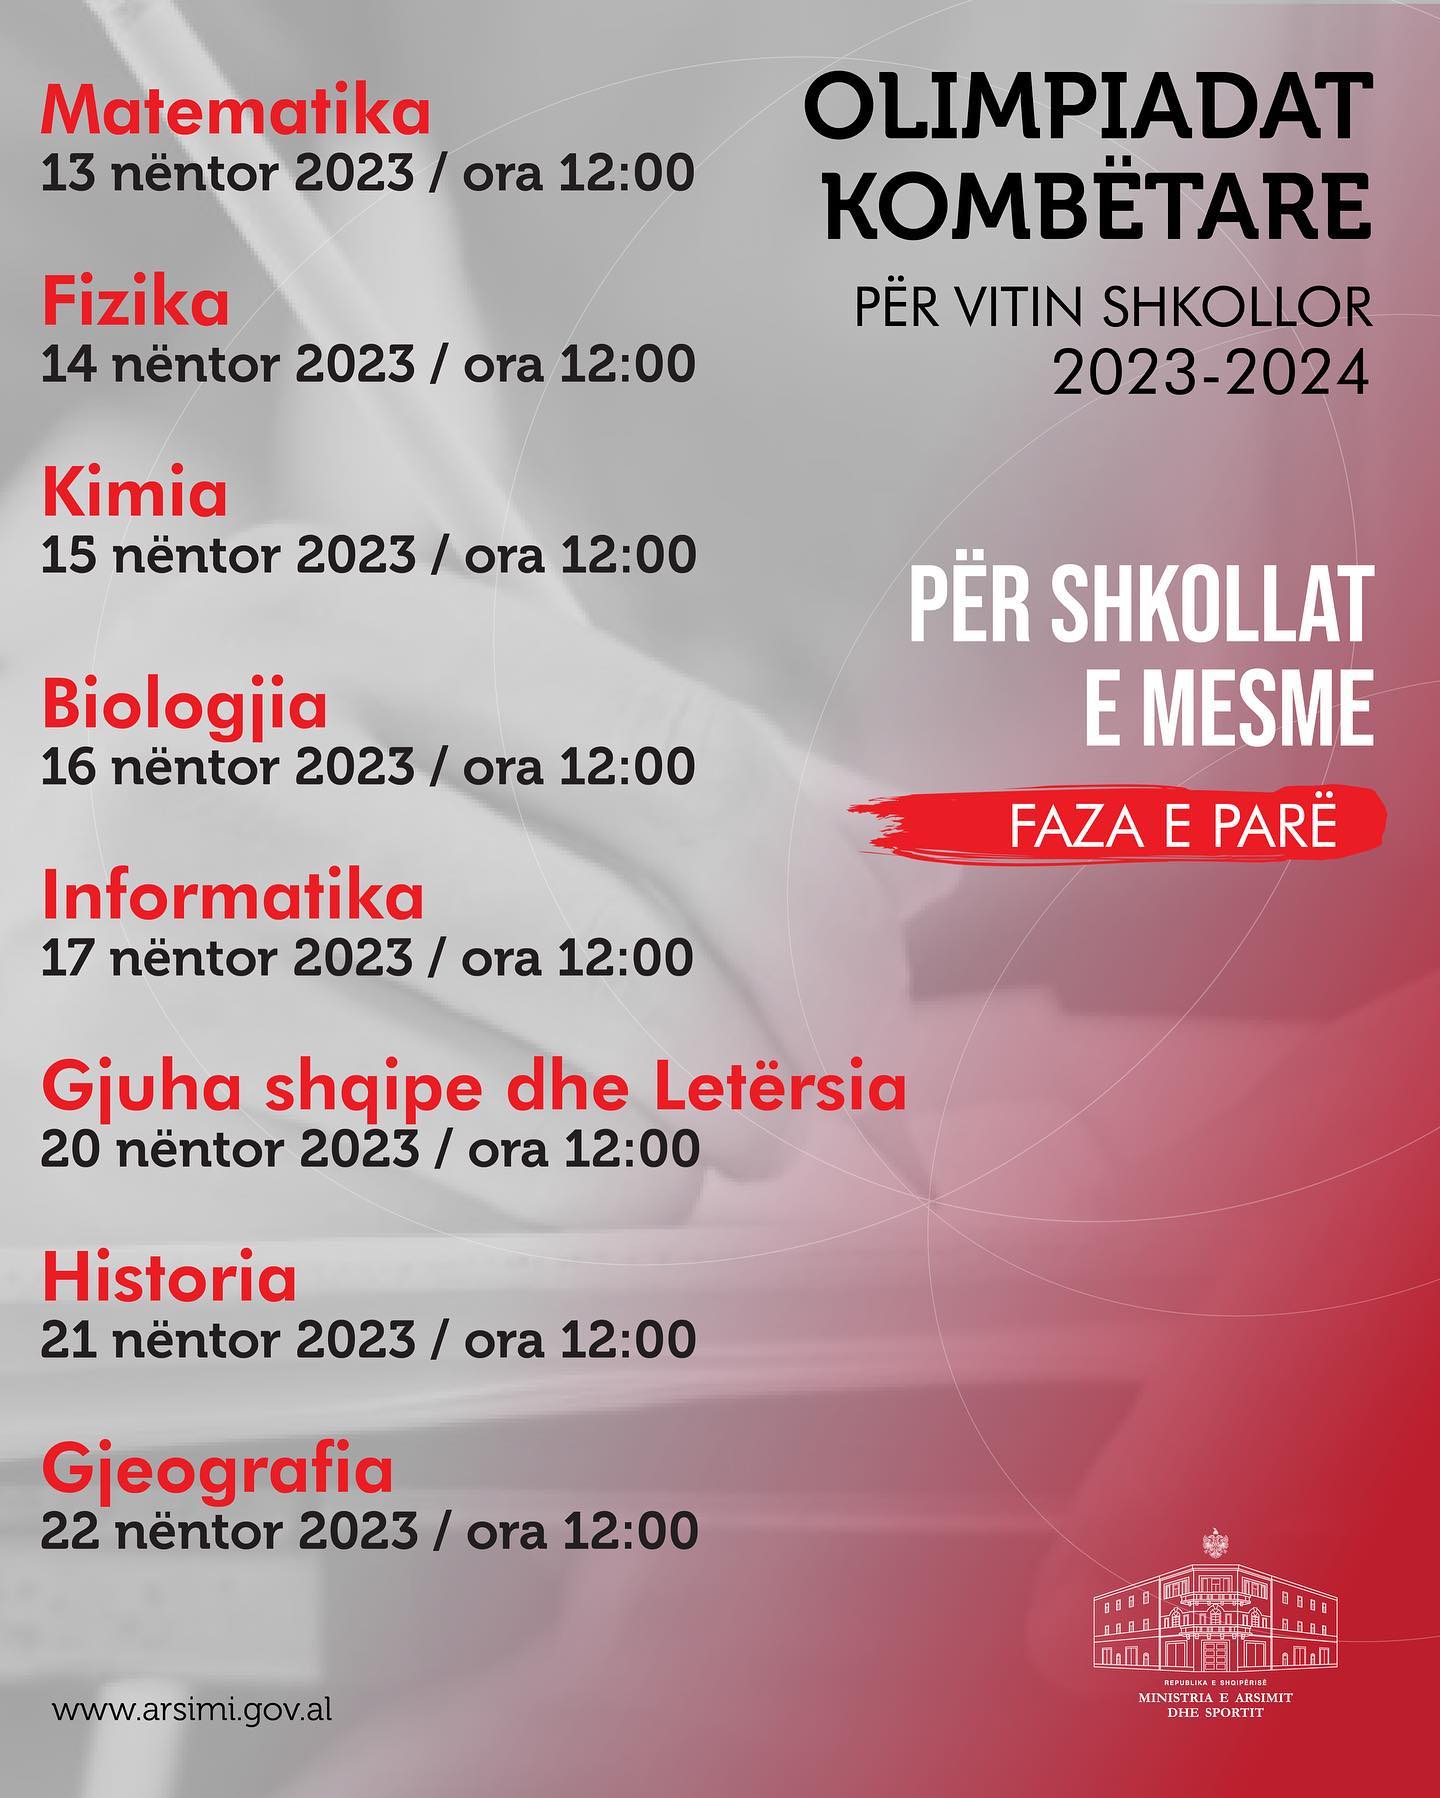 OLIMPIADAT
KOMBËTARE
PËR VITIN SHKOLLOR
2023-2024
PËR SHKOLLAT
E MESME
FAZA E PARË
Matematika
13 nëntor 2023 / ora 12:00
Fizika
14 nëntor 2023 / ora 12:00
Kimia
15 nëntor 2023 / ora 12:00
Biologjia
16 nëntor 2023 / ora 12:00
Informatika
17 nëntor 2023 / ora 12:00
Gjuha shqipe dhe Letërsia
20 nëntor 2023 / ora 12:00
Historia
21 nëntor 2023 / ora 12:00
Gjeografia
22 nëntor 2023 / ora 12:00
www.arsimi.gov.al
REPUBLIKA E SHQIPËRISË
MINISTRIA E ARSIMIT
DHE SPORTIT